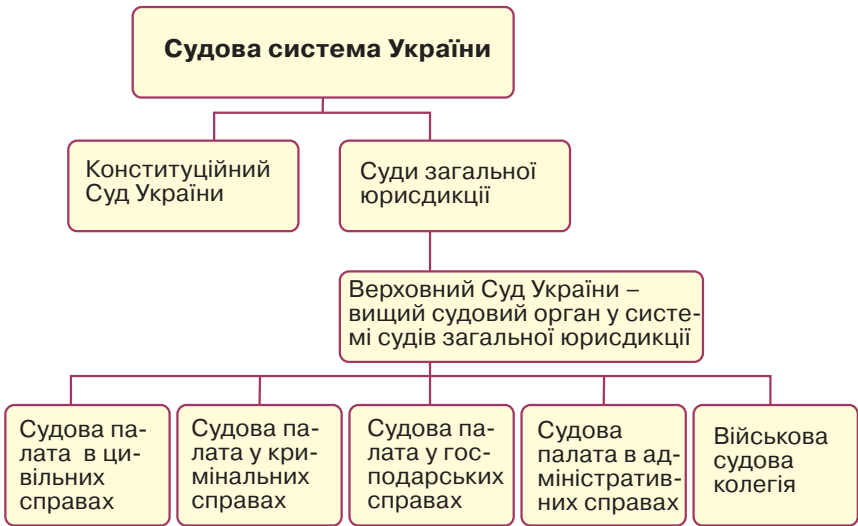 Судова система України
Конституційний
Суд України
Суди загальної
юрисдикції
Верховний Суд України –
вищий судовий орган у систе-
мі судів загальної юрисдикції
Судова па-
лата в ци-
вільних
справах
Судова па-
лата у кри-
мінальних
справах
Судова па-
лата у гос-
подарських
справах
Судова
палата в ад-
міністратив-
них справах
Військова
судова
колегія